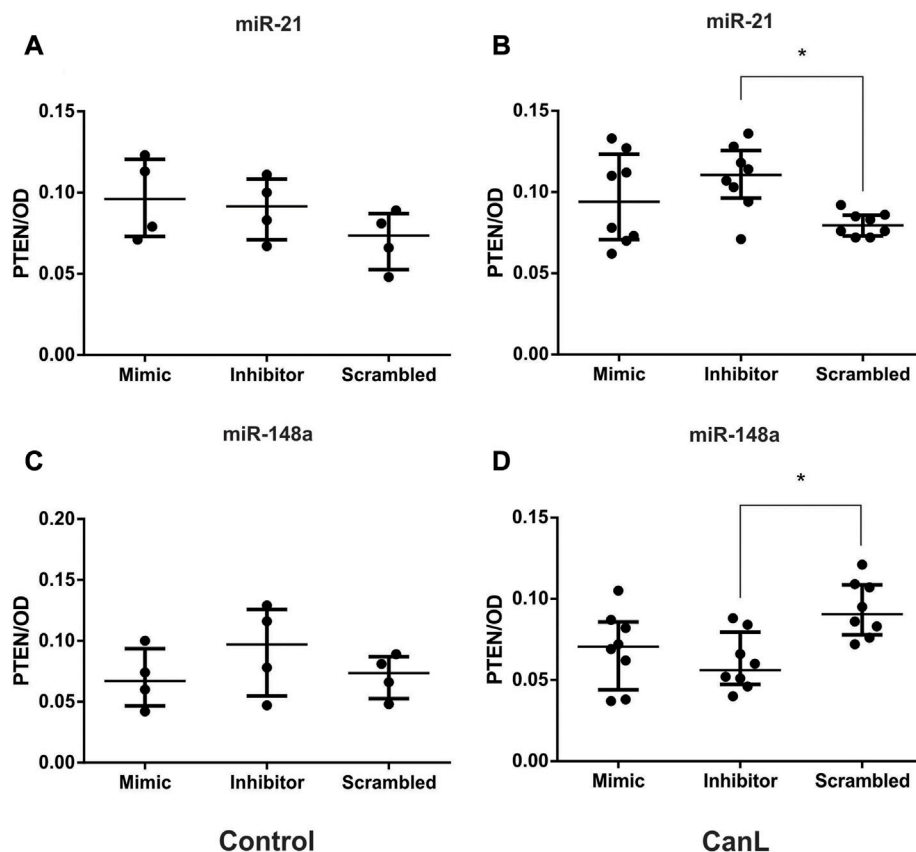 miR-21
A
PTEN/OD
0.15
0.10
0.05
0.00
Mimic Inhibitor Scrambled
miR-21
B
*
PTEN/OD
0.15
0.10
0.05
0.00
Mimic Inhibitor Scrambled
miR-148a
C
PTEN/OD
0.20
0.15
0.10
0.05
0.00
Mimic Inhibitor Scrambled
Control
miR-148a
D
*
PTEN/OD
0.15
0.10
0.05
0.00
Mimic Inhibitor Scrambled
CanL